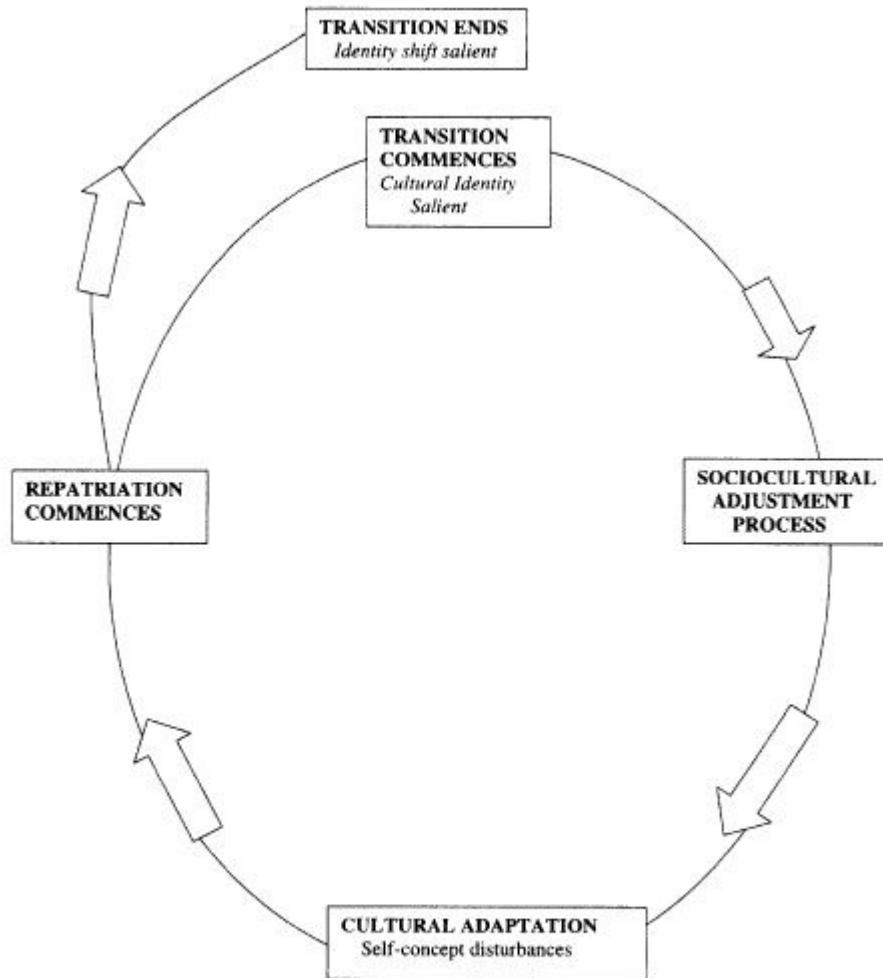 TRANSITION ENDS
Identity shift salient
TRANSITION
COMMENCES
Cultural Identity
Salient
REPATRIATION
COMMENCES
SOCIOCULTURAL
ADJUSTMENT
PROCESS
CULTURAL ADAPTATION
Self-concept disturbances